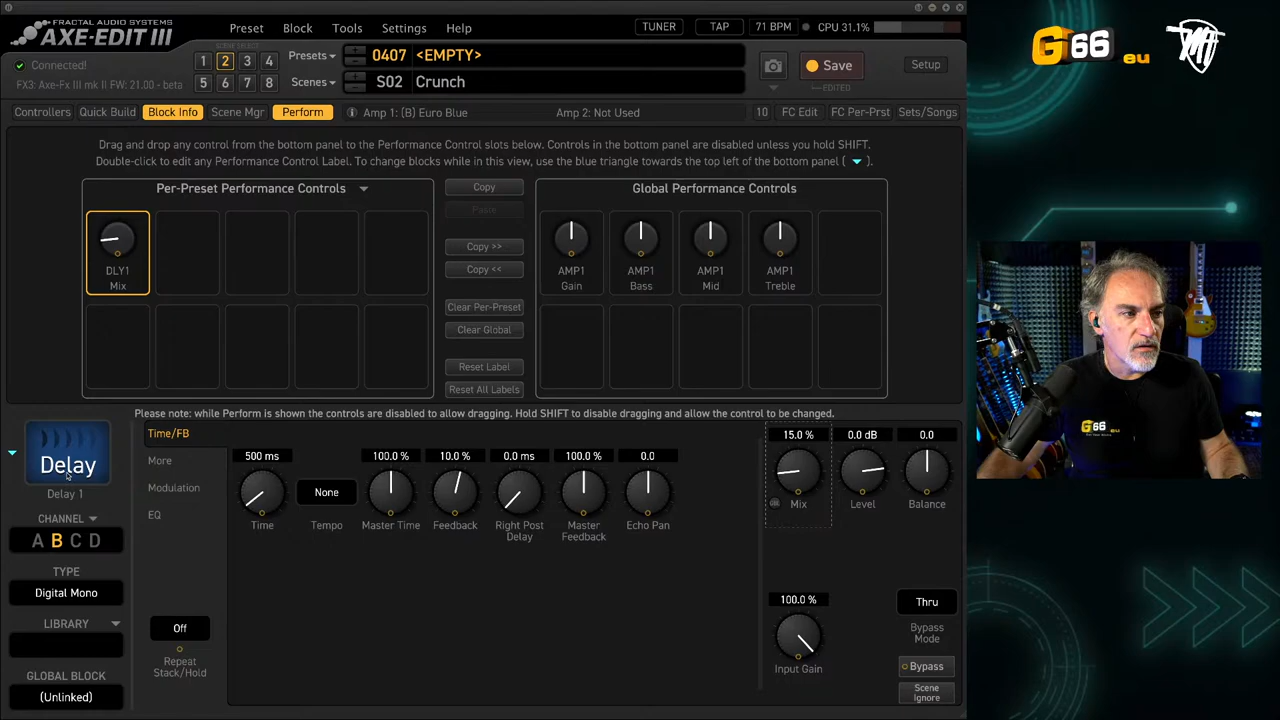 FRACTAL AUDIO SYSTEMS
AXE-EDIT III
Preset Block Tools Settings Help
TUNER TAP 71 BPM CPU 31.1%
Connected!
FX3: Axe-Fx III mk II FW: 21.00 - beta
SCENE SELECT
1 2 3 4
5 6 7 8
Presets 0407 <EMPTY>
Scenes S02 Crunch
Save
EDITED
Setup
Controllers Quick Build Block Info Scene Mgr Perform
Amp 1: (B) Euro Blue Amp 2: Not Used
10 FC Edit FC Per-Prst Sets/Songs
Drag and drop any control from the bottom panel to the Performance Control slots below. Controls in the bottom panel are disabled unless you hold SHIFT.
Double-click to edit any Performance Control Label. To change blocks while in this view, use the blue triangle towards the top left of the bottom panel ( ).
Per-Preset Performance Controls
DLY1
Mix
Copy
Paste
Copy >>
Copy <<
Clear Per-Preset
Clear Global
Reset Label
Reset All Labels
Global Performance Controls
AMP1 AMP1 AMP1 AMP1
Gain Bass Mid Treble
Please note: while Perform is shown the controls are disabled to allow dragging. Hold SHIFT to disable dragging and allow the control to be changed.
Delay
Delay 1
CHANNEL
A B C D
TYPE
Digital Mono
LIBRARY
GLOBAL BLOCK
(Unlinked)
Time/FB
More
Modulation
EQ
Off
Repeat
Stack/Hold
500 ms 100.0 % 10.0 % 0.0 ms 100.0 % 0.0
None
Time Tempo Master Time Feedback Right Post Delay Master Feedback Echo Pan
15.0 % 0.0 dB 0.0
Mix Level Balance
100.0 %
Input Gain
Thru
Bypass
Mode
Bypass
Scene
Ignore
G66
eu
G66.eu